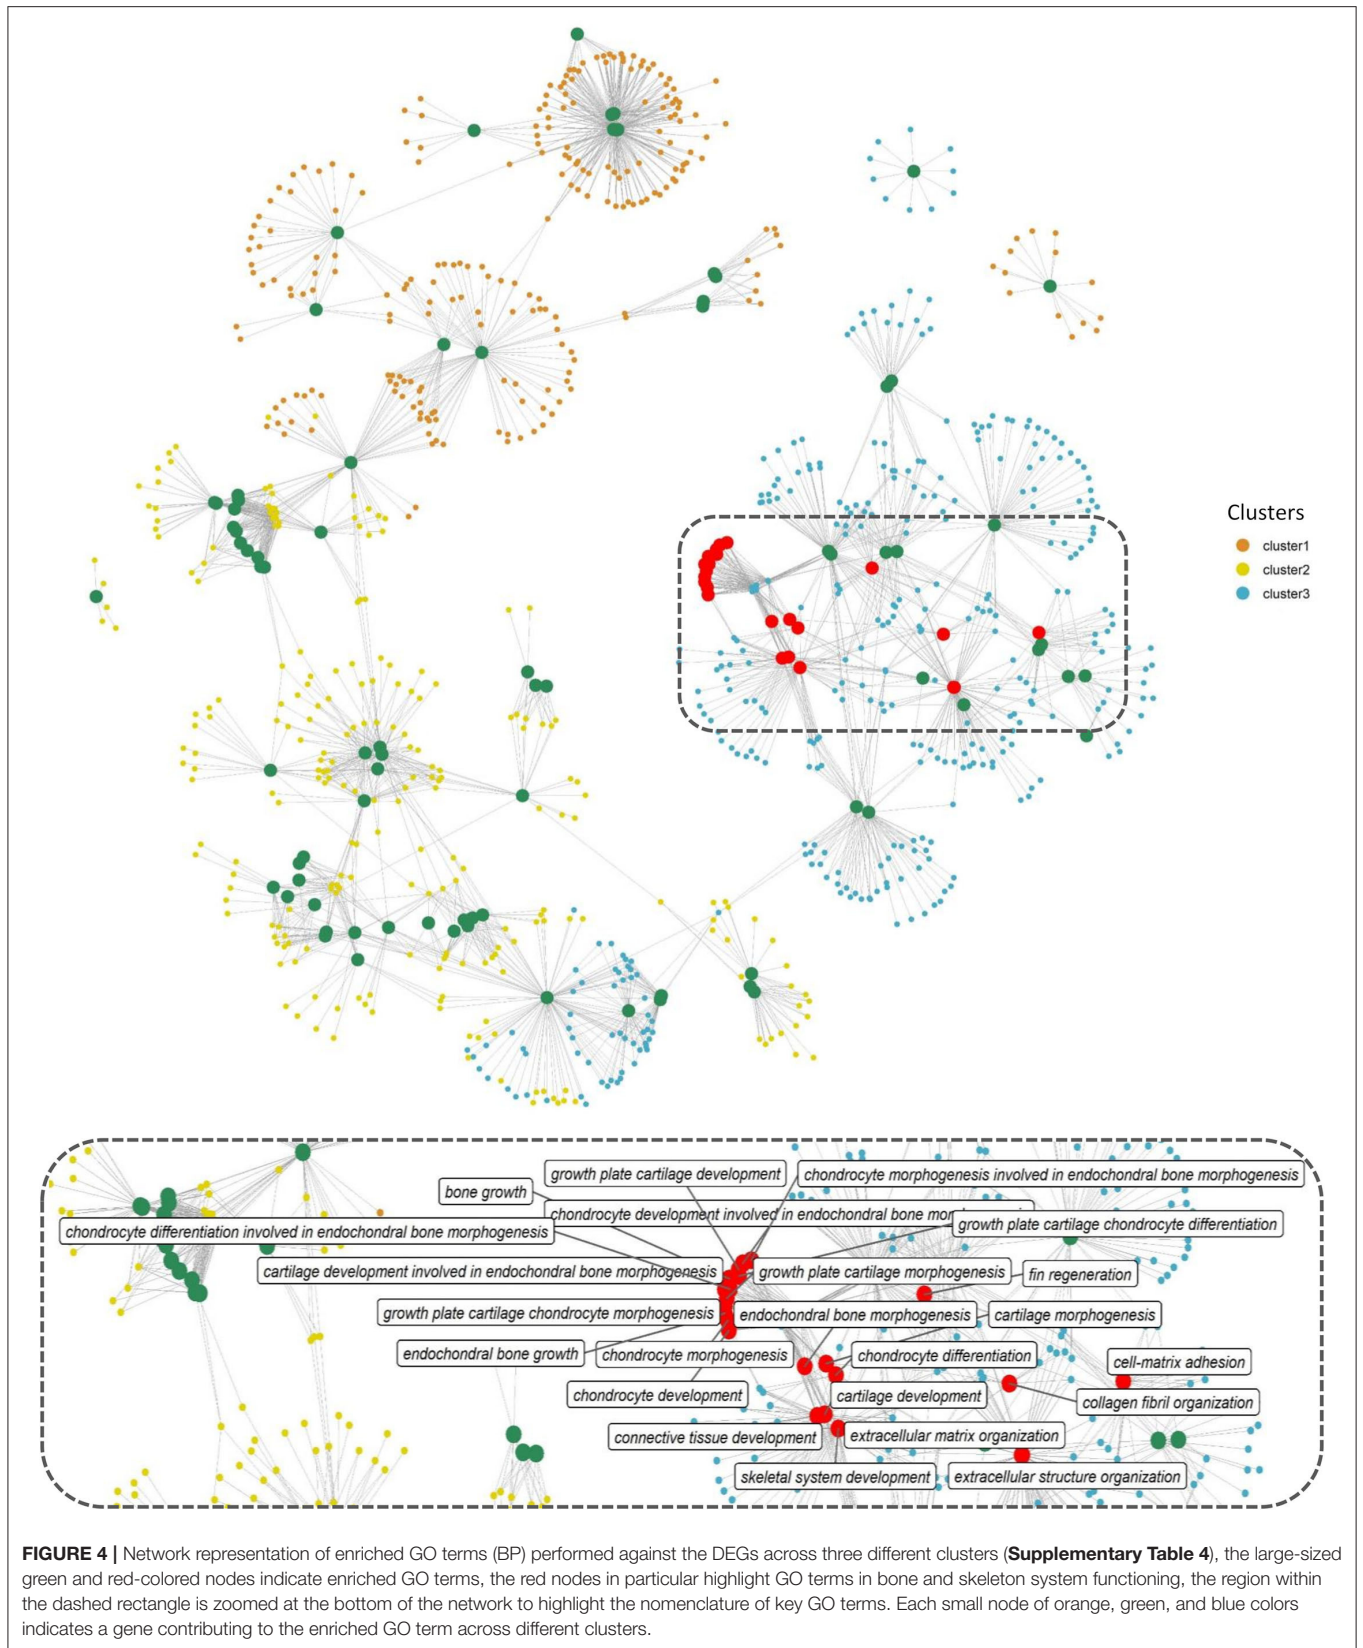 Clusters
cluster1
cluster2
cluster3
growth plate cartilage development
chondrocyte morphogenesis involved in endochondral bone morphogenesis
bone growth
chondrocyte development involved in endochondral bone mor
growth plate cartilage chondrocyte differentiation
chondrocyte differentiation involved in endochondral bone morphogenesis
cartilage development involved in endochondral bone morphogenesis
growth plate cartilage morphogenesis
fin regeneration
growth plate cartilage chondrocyte morphogenesis
endochondral bone morphogenesis
cartilage morphogenesis
endochondral bone growth
chondrocyte morphogenesis
chondrocyte differentiation
cell-matrix adhesion
chondrocyte development
cartilage development
collagen fibril organization
connective tissue development
extracellular matrix organization
skeletal system development
extracellular structure organization
FIGURE 4 | Network representation of enriched GO terms (BP) performed against the DEGs across three different clusters (Supplementary Table 4), the large-sized
green and red-colored nodes indicate enriched GO terms, the red nodes in particular highlight GO terms in bone and skeleton system functioning, the region within
the dashed rectangle is zoomed at the bottom of the network to highlight the nomenclature of key GO terms. Each small node of orange, green, and blue colors
indicates a gene contributing to the enriched GO term across different clusters.